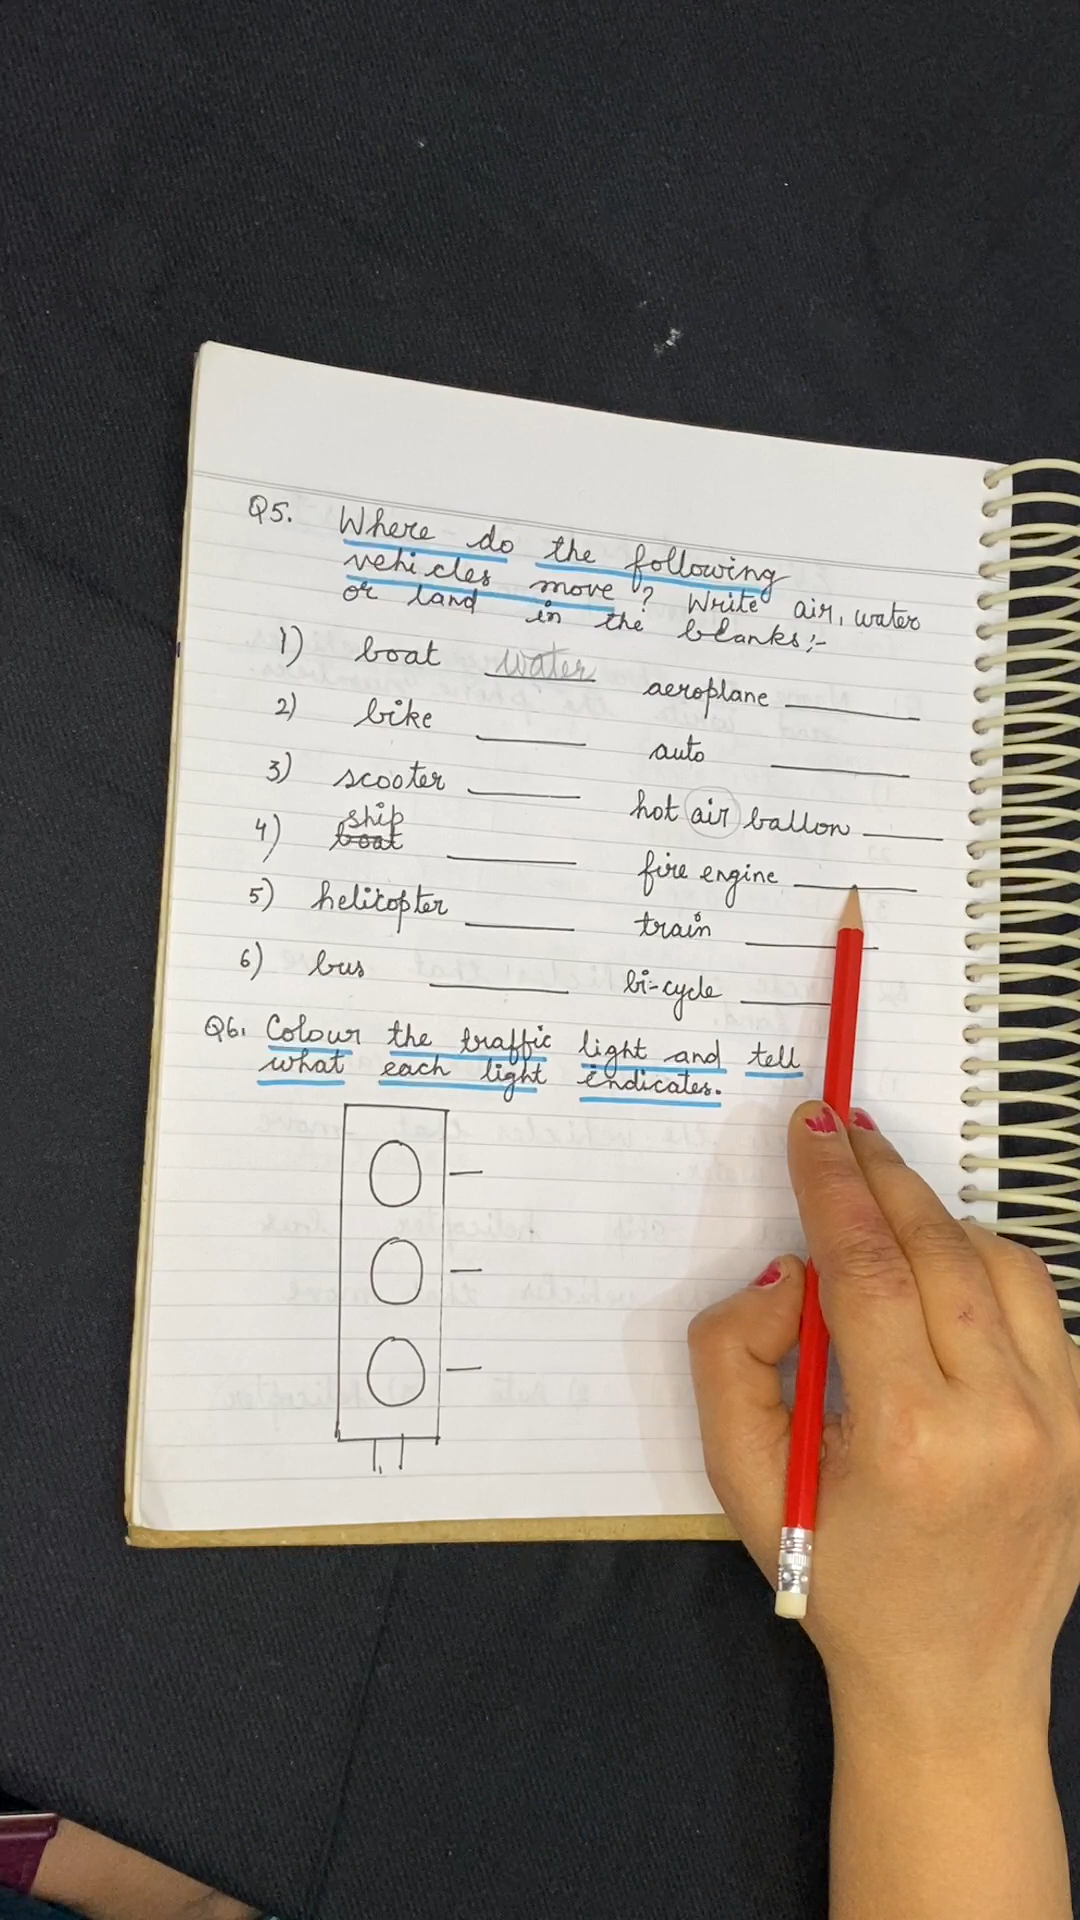 Q5. Where do the following
vehicles move? Write air, water
or land in the blanks:-
1) boat water aeroplane
2) bike auto
3) scooter hot air ballon
ship
4) boat fire engine
5) helicopter train
6) bus bi-cycle
Q6. Colour the traffic light and tell
what each light indicates.